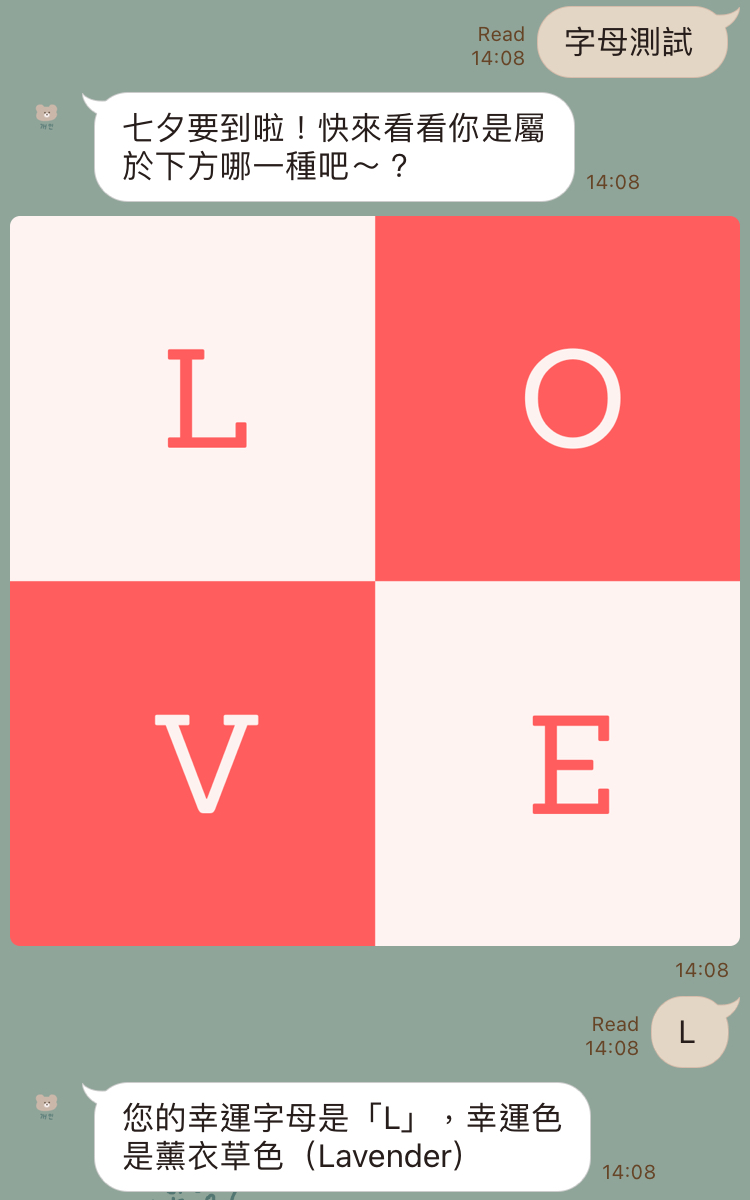 字母測試
Read
14:08
七夕要到啦！快來看看你是屬
於下方哪一種吧～？
14:08
L
O
V
E
14:08
L
Read
14:08
您的幸運字母是「L」，幸運色
是薰衣草色（Lavender）
14:08